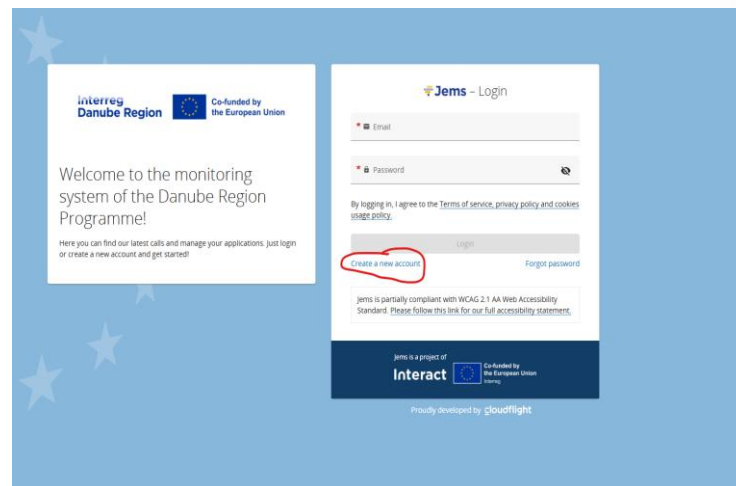 Interreg
Danube Region
Co-funded by
the European Union
Welcome to the monitoring
system of the Danube Region
Programme!
Here you can find our latest calls and manage your applications. Just login
or create a new account and get started!
Jems – Login
* Email
* Password
By logging in, I agree to the Terms of service, privacy policy and cookies
usage policy.
Login
Create a new account
Forgot password
Jems is partially compliant with WCAG 2.1 AA Web Accessibility
Standard. Please follow this link for our full accessibility statement.
Jems is a project of
Interact
Co-funded by
the European Union
Interreg
Proudly developed by cloudflight